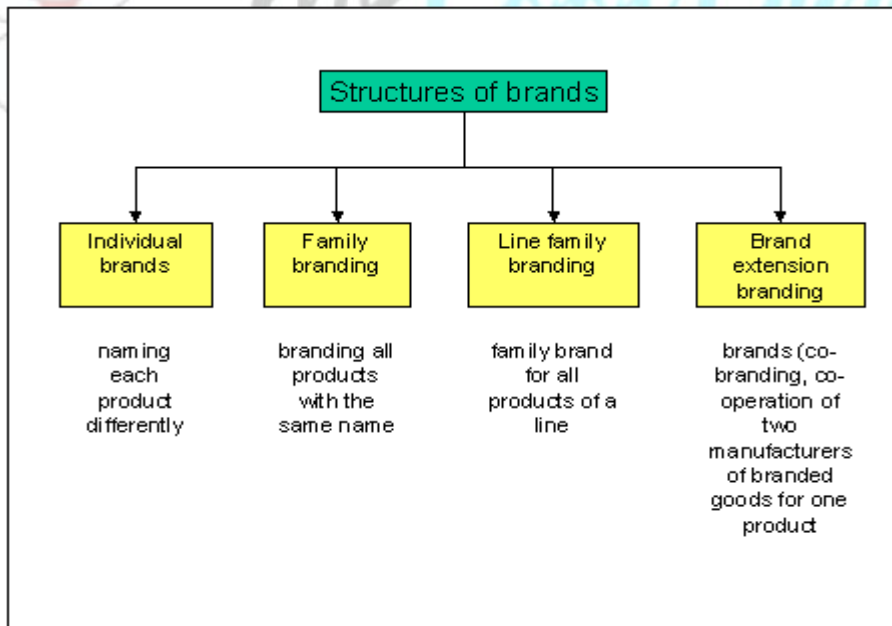 Structures of brands
Individual
brands
Family
branding
Line family
branding
Brand
extension
branding
naming
each
product
differently
branding all
products
with the
same name
family brand
for all
products of a
line
brands (co-
branding, co-
operation of
two
manufacturers
of branded
goods for one
product